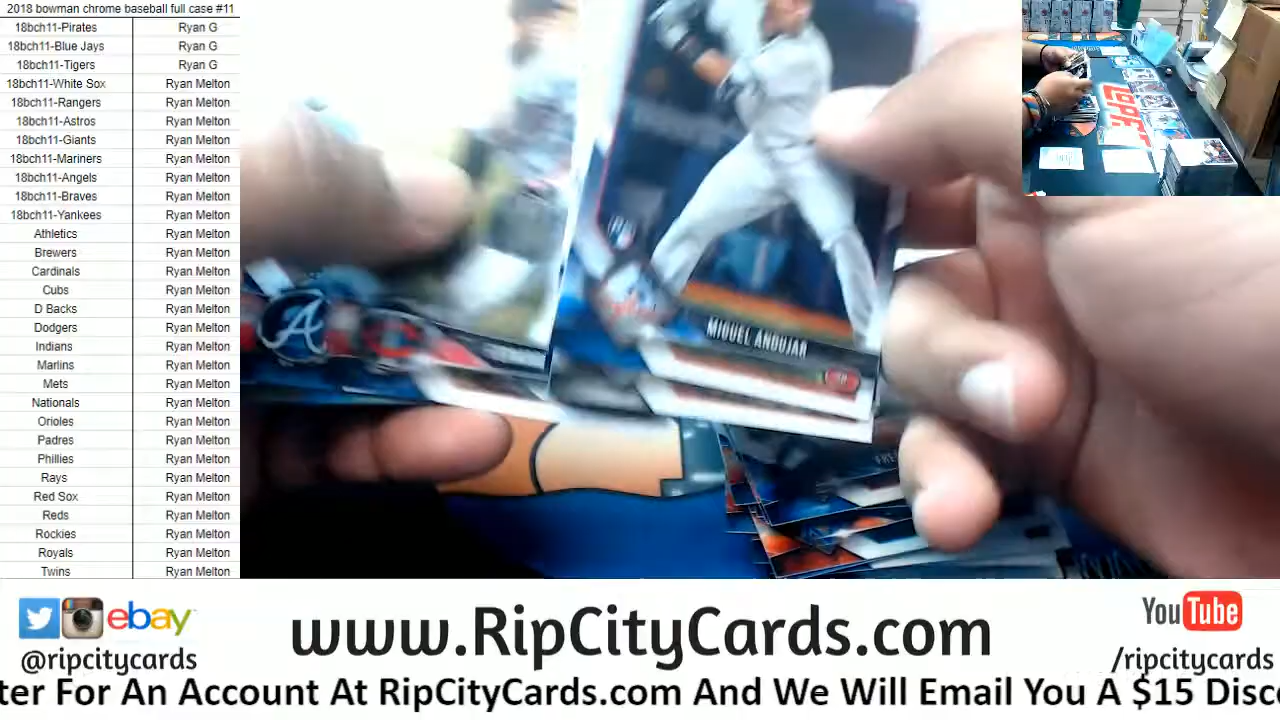 2018 bowman chrome baseball full case #11
18bch11-Pirates Ryan G
18bch11-Blue Jays Ryan G
18bch11-Tigers Ryan G
18bch11-White Sox Ryan Melton
18bch11-Rangers Ryan Melton
18bch11-Astros Ryan Melton
18bch11-Giants Ryan Melton
18bch11-Mariners Ryan Melton
18bch11-Angels Ryan Melton
18bch11-Braves Ryan Melton
18bch11-Yankees Ryan Melton
Athletics Ryan Melton
Brewers Ryan Melton
Cardinals Ryan Melton
Cubs Ryan Melton
D Backs Ryan Melton
Dodgers Ryan Melton
Indians Ryan Melton
Marlins Ryan Melton
Mets Ryan Melton
Nationals Ryan Melton
Orioles Ryan Melton
Padres Ryan Melton
Phillies Ryan Melton
Rays Ryan Melton
Red Sox Ryan Melton
Reds Ryan Melton
Rockies Ryan Melton
Royals Ryan Melton
Twins Ryan Melton
A
MIGUEL ANDUJAR
ebay
@ripcitycards
www.RipCityCards.com
YouTube
/ripcitycards
ter For An Account At RipCityCards.com And We Will Email You A $15 Disco